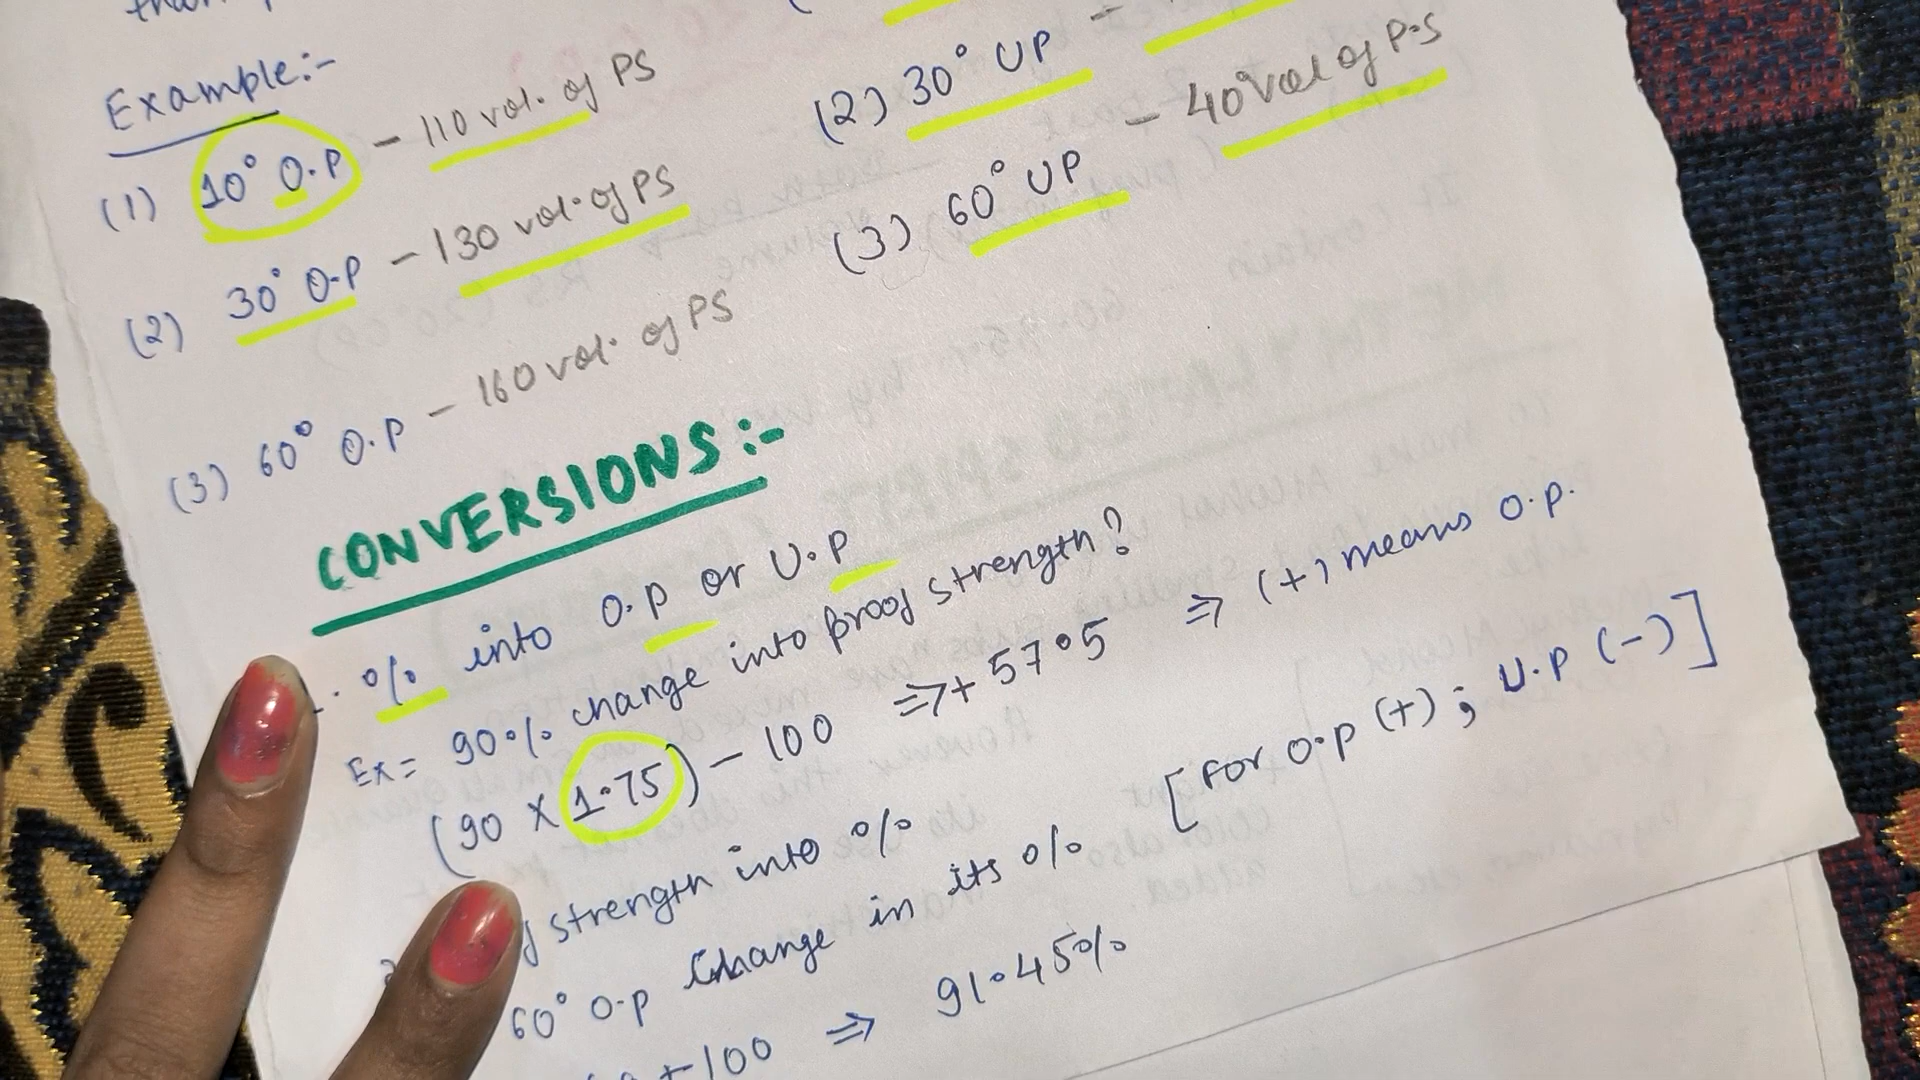 Example:-
(1) 10° O.P - 110 vol. of PS
(2) 30° O.P - 130 vol. of PS
(3) 60° O.P - 160 vol. of PS
(2) 30° UP -
(3) 60° UP - 40 vol of P.S
CONVERSIONS:-
. % into O.P or U.P
Ex = 90% change into proof strength?
(90 X 1.75) - 100 ⇒ + 57.5 ⇒ (+) means O.P.
[For O.P (+) ; U.P (-)]
strength into %
60° O.P Change in its %
+ 100 ⇒ 91.45%